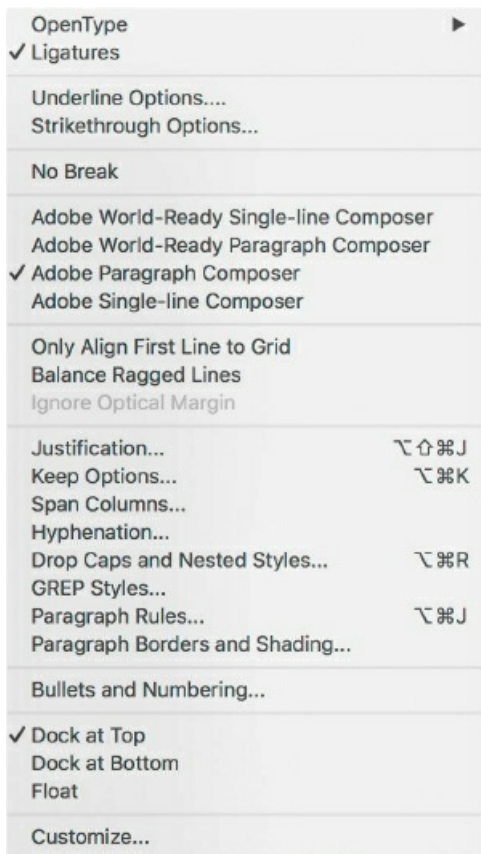 OpenType ▶
✓ Ligatures
Underline Options....
Strikethrough Options...
No Break
Adobe World-Ready Single-line Composer
Adobe World-Ready Paragraph Composer
✓ Adobe Paragraph Composer
Adobe Single-line Composer
Only Align First Line to Grid
Balance Ragged Lines
Ignore Optical Margin
Justification... ⌥⇧⌘J
Keep Options... ⌥⌘K
Span Columns...
Hyphenation...
Drop Caps and Nested Styles... ⌥⌘R
GREP Styles...
Paragraph Rules... ⌥⌘J
Paragraph Borders and Shading...
Bullets and Numbering...
✓ Dock at Top
Dock at Bottom
Float
Customize...